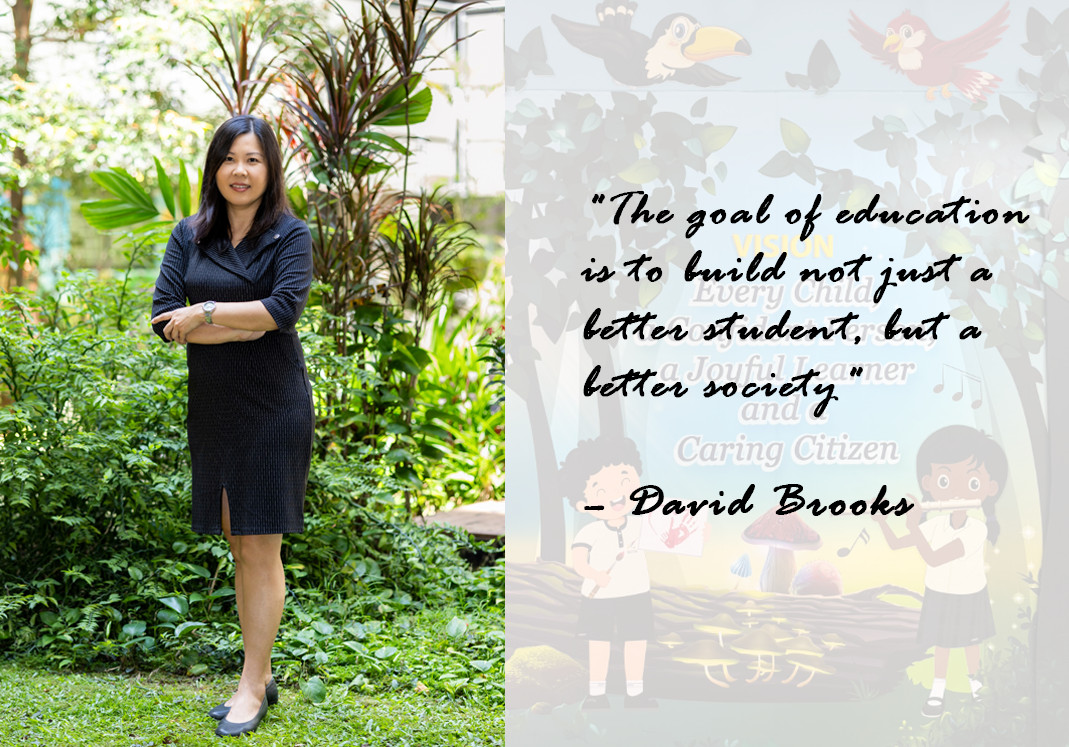 "The goal of education
is to build not just a
better student, but a
better society"
– David Brooks
VISION
Every Child
a Joyful Learner
and a
Caring Citizen